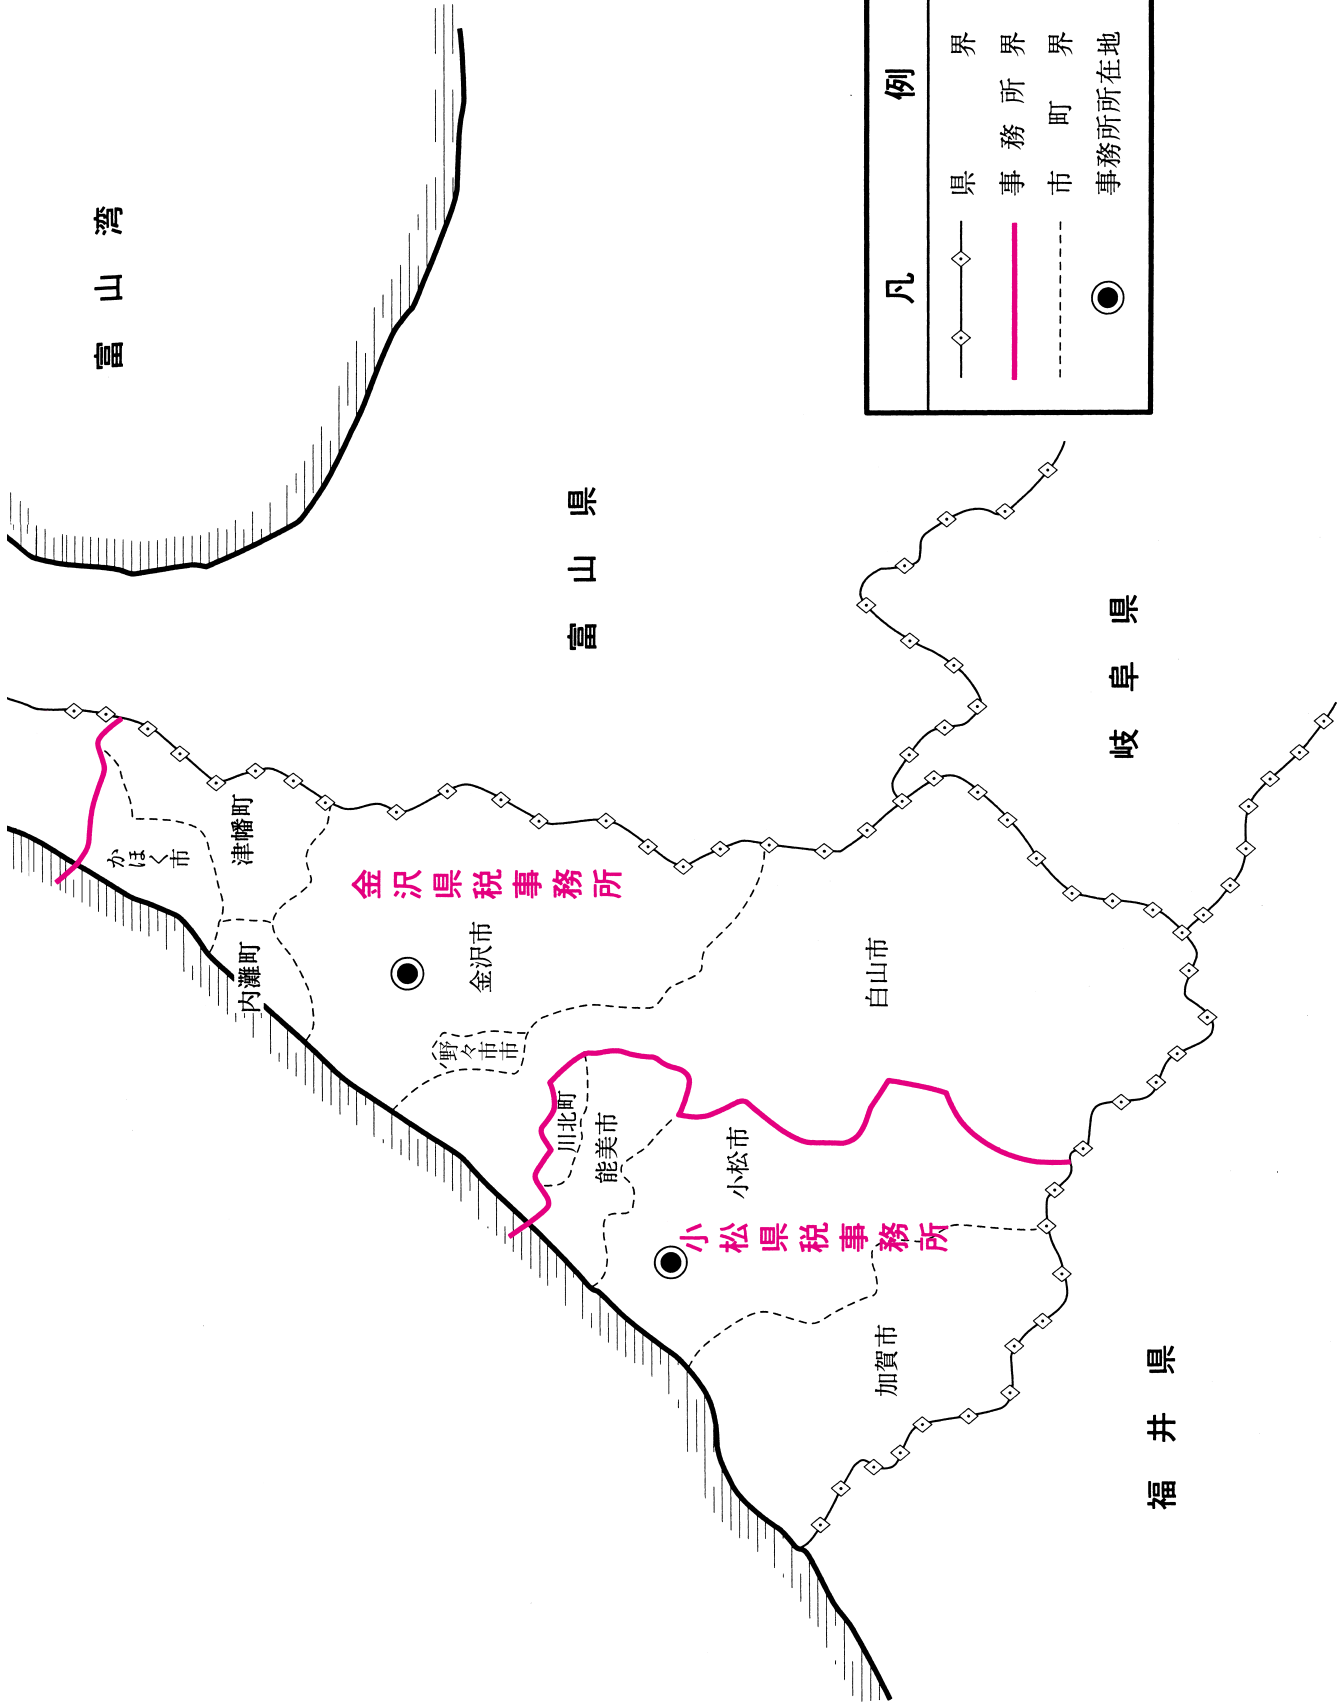 富山湾
富山県
岐阜県
福井県
かほく市
津幡町
内灘町
金沢県税事務所
金沢市
野々市市
白山市
川北町
能美市
小松市
小松県税事務所
加賀市
凡例
県界
事務所界
市町界
事務所所在地